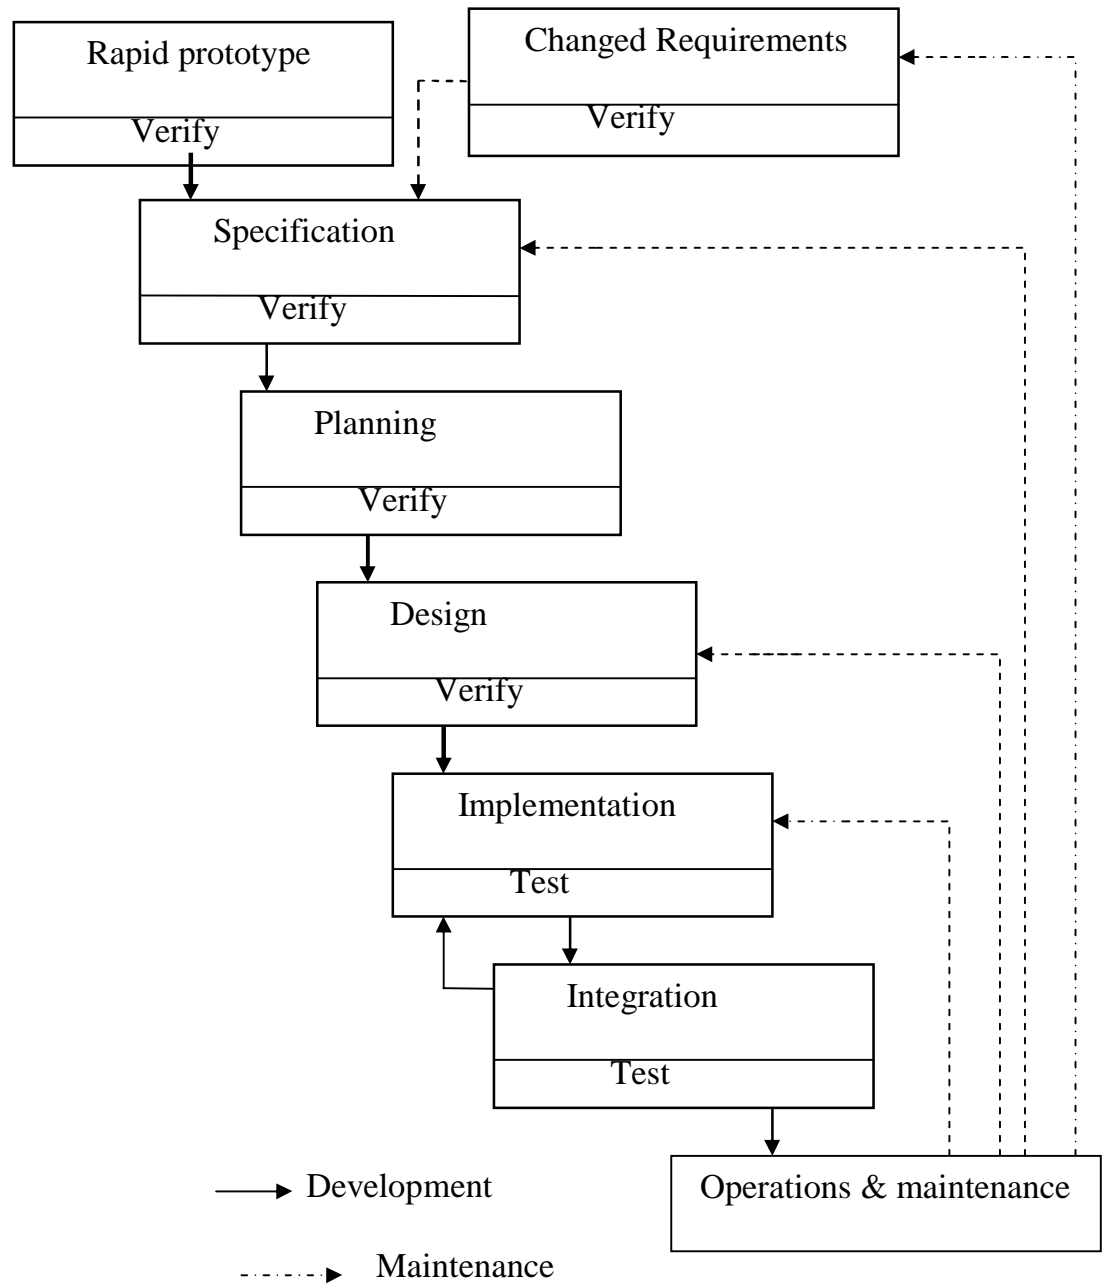 Rapid prototype
Verify
Changed Requirements
Verify
Specification
Verify
Planning
Verify
Design
Verify
Implementation
Test
Integration
Test
Operations & maintenance
Development
Maintenance